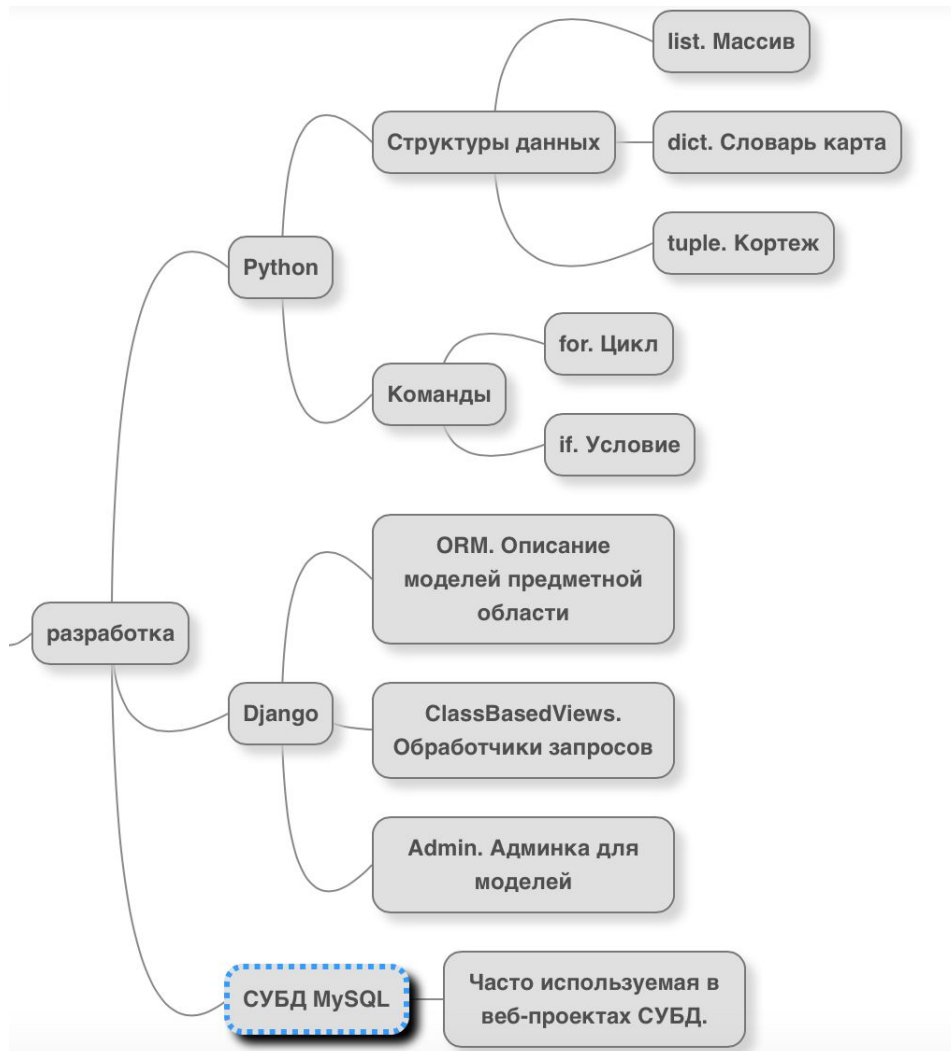 list. Массив
Структуры данных
dict. Словарь карта
tuple. Кортеж
Python
for. Цикл
Команды
if. Условие
ORM. Описание
моделей предметной
области
разработка
Django
ClassBasedViews.
Обработчики запросов
Admin. Админка для
моделей
СУБД MySQL
Часто используемая в
веб-проектах СУБД.